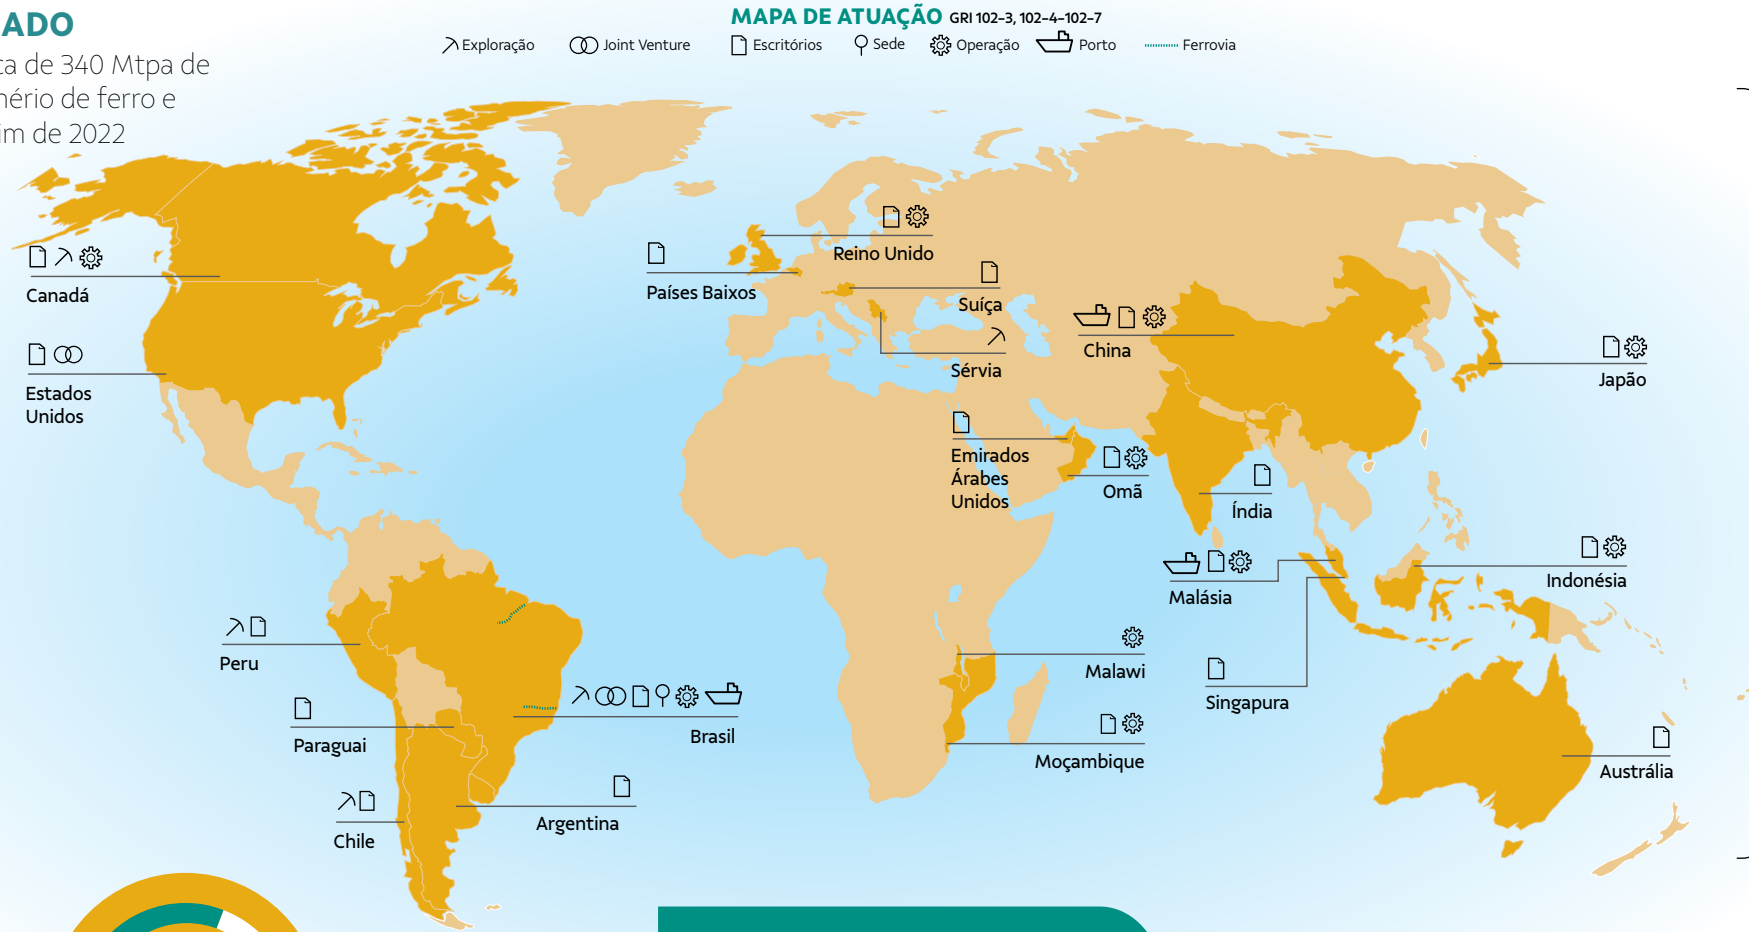 ADO
ca de 340 Mtpa de
nério de ferro e
im de 2022
MAPA DE ATUAÇÃO GRI 102-3, 102-4-102-7
Exploração Joint Venture Escritórios Sede Operação Porto Ferrovia
Canadá
Estados
Unidos
Reino Unido
Países Baixos
Suíça
Sérvia
China
Japão
Emirados
Árabes
Unidos
Omã
Índia
Malásia
Indonésia
Singapura
Malawi
Moçambique
Austrália
Peru
Paraguai
Brasil
Argentina
Chile